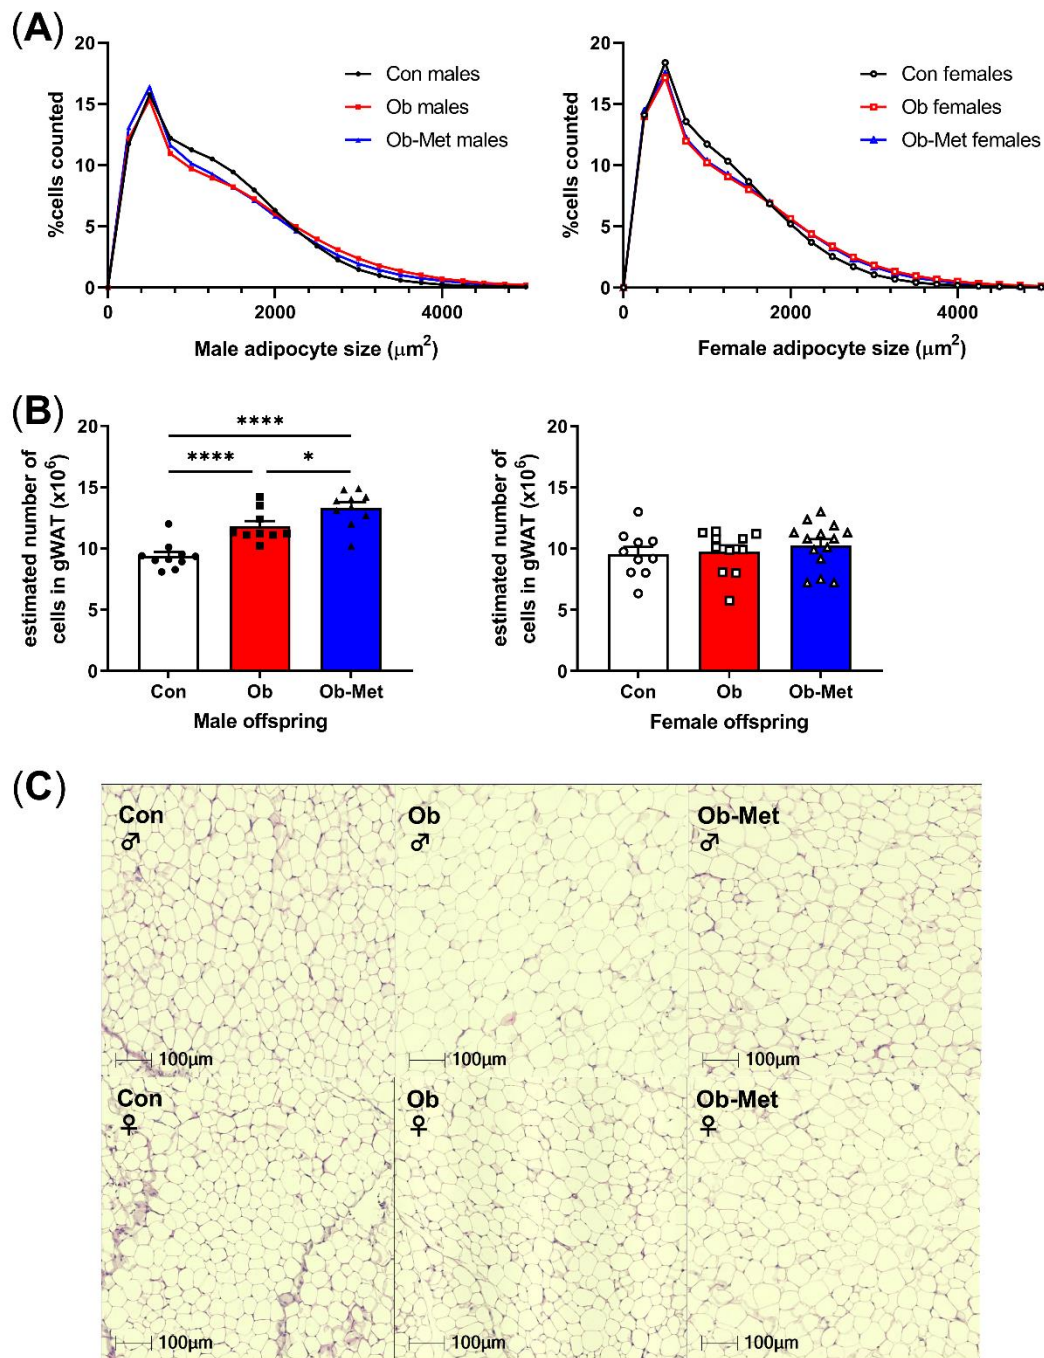 (A)
20
15
10
5
0
%cells counted
Con males
Ob males
Ob-Met males
0
2000
4000
Male adipocyte size (μm²)
20
15
10
5
0
%cells counted
Con females
Ob females
Ob-Met females
0
2000
4000
Female adipocyte size (μm²)
(B)
20
15
10
5
0
estimated number of
cells in gWAT (x10⁶)
****
**** *
Con Ob Ob-Met
Male offspring
20
15
10
5
0
estimated number of
cells in gWAT (x10⁶)
Con Ob Ob-Met
Female offspring
(C)
Con
♂
100μm
Ob
♂
100μm
Ob-Met
♂
100μm
Con
♀
100μm
Ob
♀
100μm
Ob-Met
♀
100μm